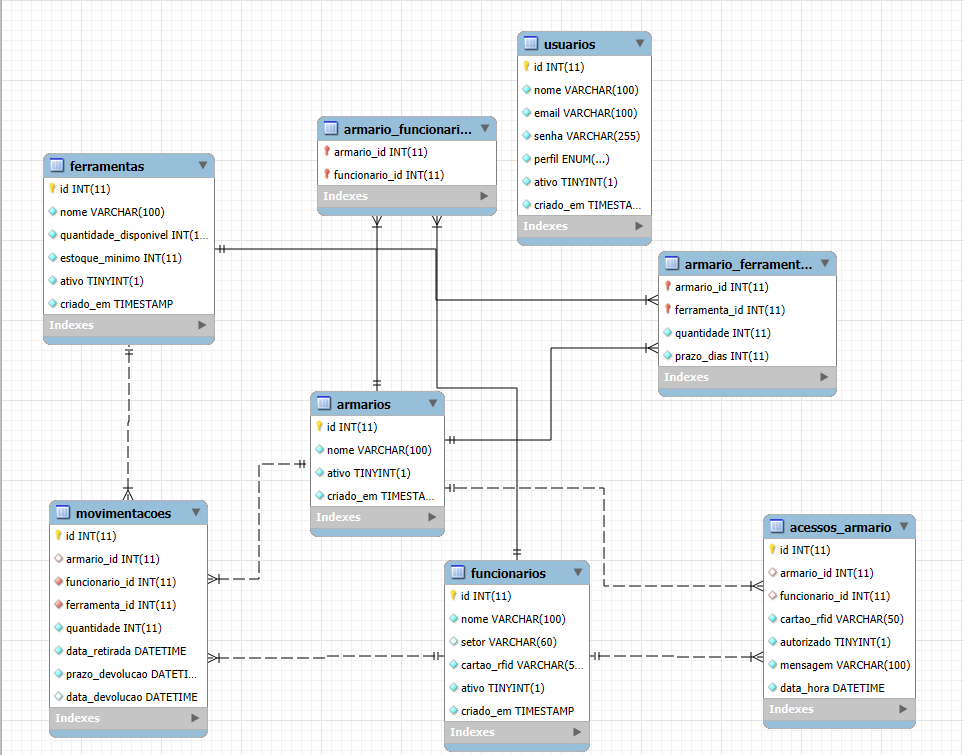 usuarios
id INT(11)
nome VARCHAR(100)
email VARCHAR(100)
senha VARCHAR(255)
perfil ENUM(...)
ativo TINYINT(1)
criado_em TIMESTA...
Indexes
armario_funcionari...
armario_id INT(11)
funcionario_id INT(11)
Indexes
ferramentas
id INT(11)
nome VARCHAR(100)
quantidade_disponivel INT(1...
estoque_minimo INT(11)
ativo TINYINT(1)
criado_em TIMESTAMP
Indexes
armario_ferrament...
armario_id INT(11)
ferramenta_id INT(11)
quantidade INT(11)
prazo_dias INT(11)
Indexes
armarios
id INT(11)
nome VARCHAR(100)
ativo TINYINT(1)
criado_em TIMESTA...
Indexes
movimentacoes
id INT(11)
armario_id INT(11)
funcionario_id INT(11)
ferramenta_id INT(11)
quantidade INT(11)
data_retirada DATETIME
prazo_devolucao DATETI...
data_devolucao DATETIME
Indexes
funcionarios
id INT(11)
nome VARCHAR(100)
setor VARCHAR(60)
cartao_rfid VARCHAR(5...
ativo TINYINT(1)
criado_em TIMESTAMP
Indexes
acessos_armario
id INT(11)
armario_id INT(11)
funcionario_id INT(11)
cartao_rfid VARCHAR(50)
autorizado TINYINT(1)
mensagem VARCHAR(100)
data_hora DATETIME
Indexes